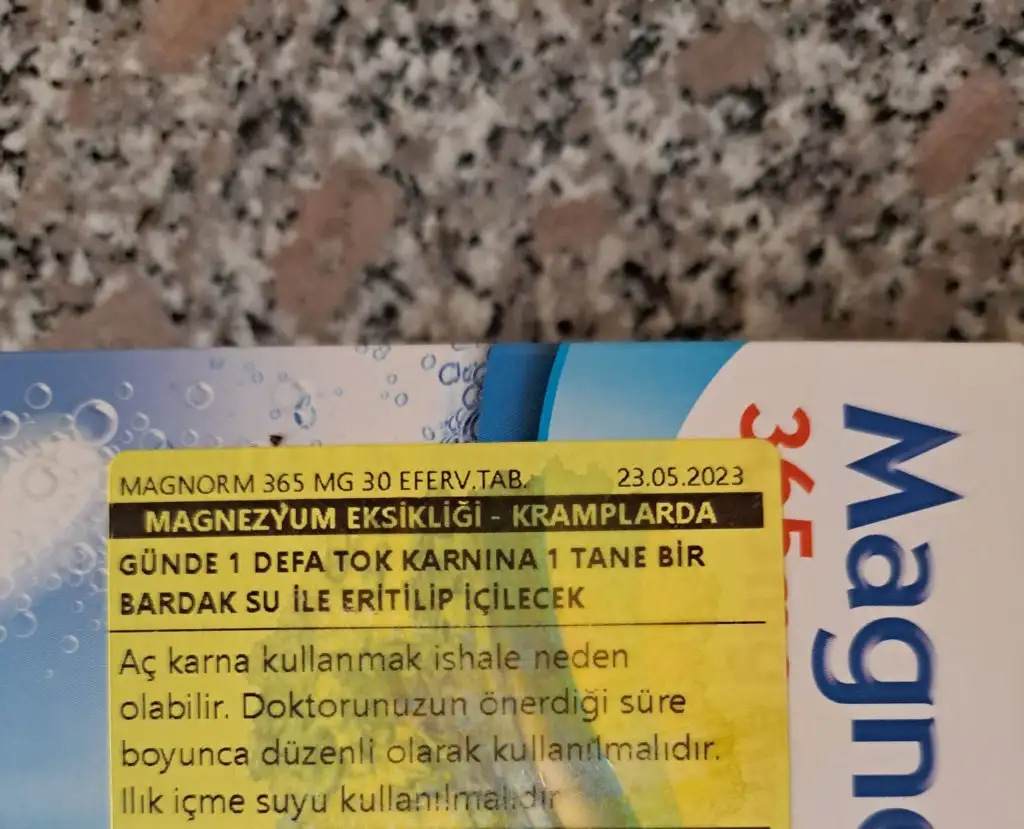 MAGNORM 365 MG 30 EFERV.TAB. 23.05.2023
MAGNEZYUM EKSİKLİĞİ - KRAMPLARDA
GÜNDE 1 DEFA TOK KARNINA 1 TANE BİR
BARDAK SU İLE ERİTİLİP İÇİLECEK
Aç karna kullanmak ishale neden
olabilir. Doktorunuzun önerdiği süre
boyunca düzenli olarak kullanılmalıdır.
Ilık içme suyu kullanılmalıdır
365
Magn